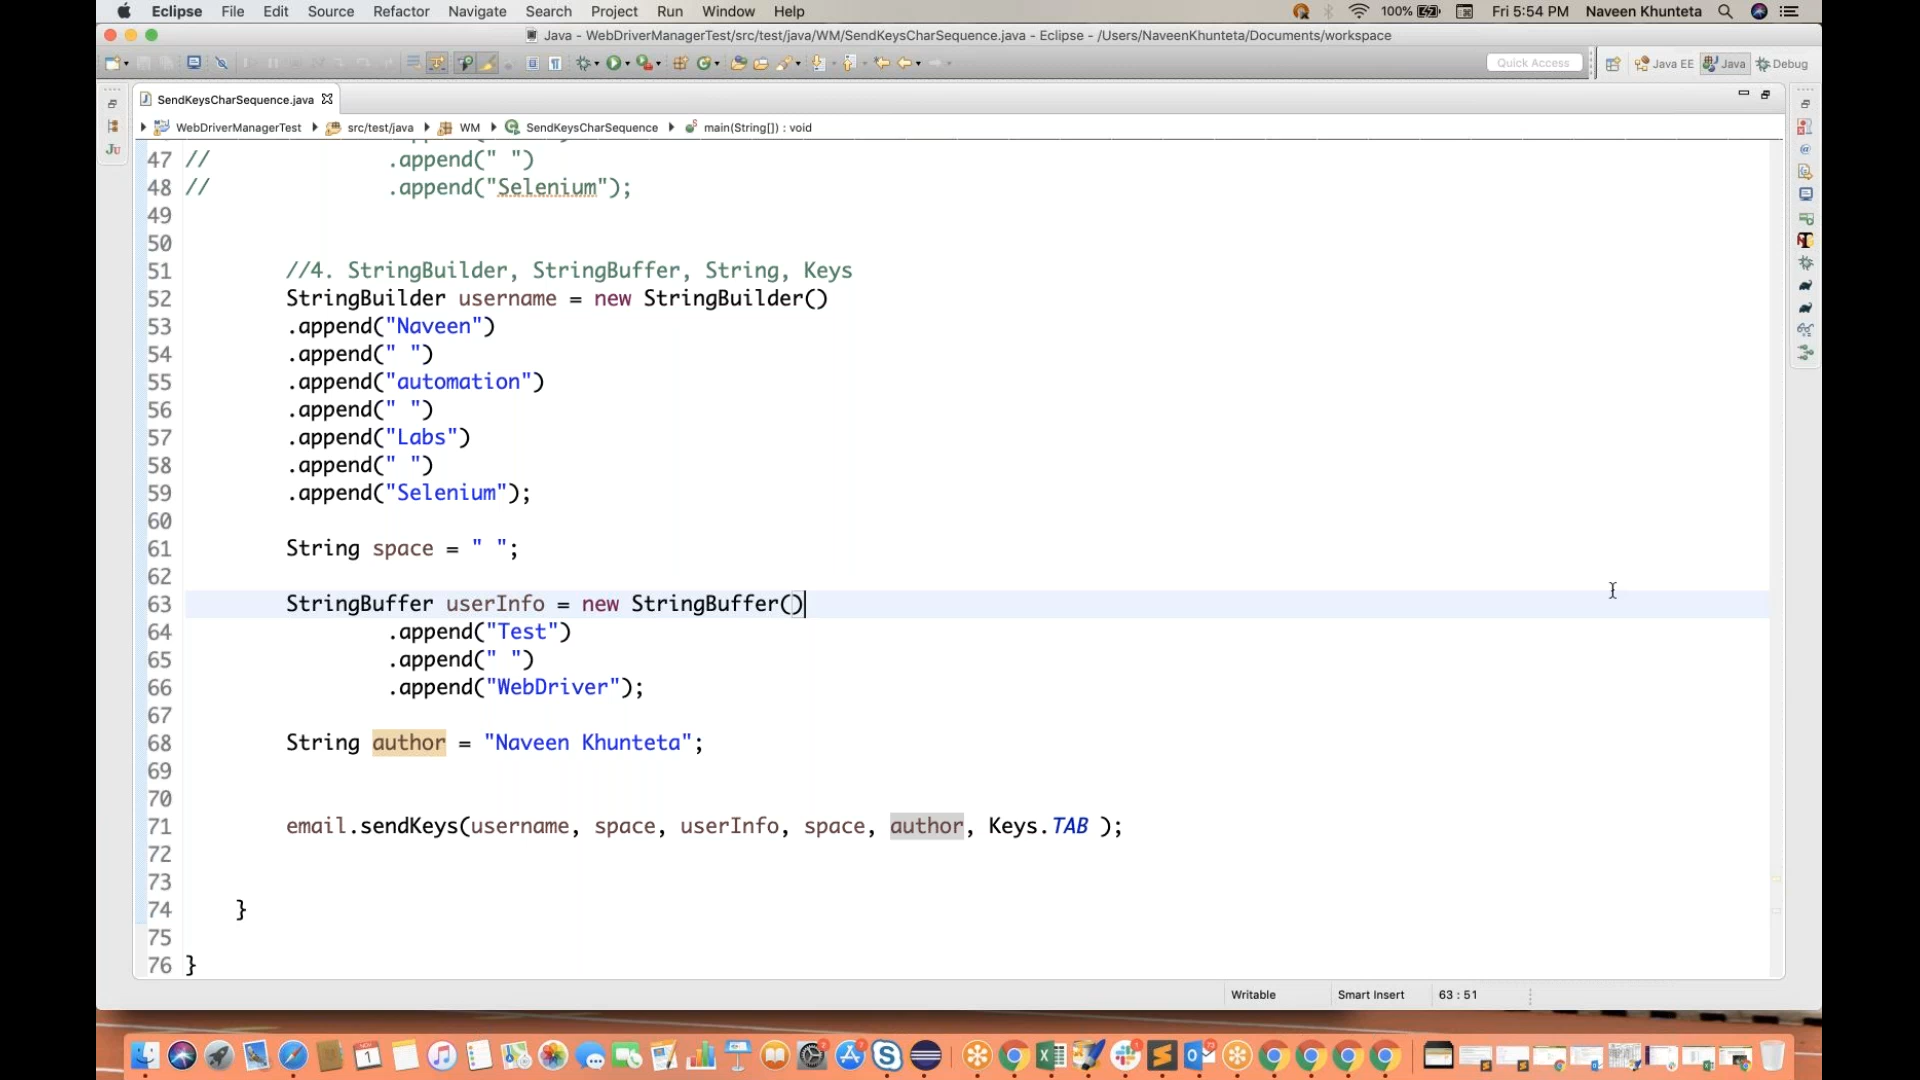 Eclipse File Edit Source Refactor Navigate Search Project Run Window Help 100% Fri 5:54 PM Naveen Khunteta
Java - WebDriverManagerTest/src/test/java/WM/SendKeysCharSequence.java - Eclipse - /Users/NaveenKhunteta/Documents/workspace
Quick Access Java EE Java Debug
SendKeysCharSequence.java
WebDriverManagerTest src/test/java WM SendKeysCharSequence main(String[]) : void
47 // .append(" ")
48 // .append("Selenium");
49
50
51 //4. StringBuilder, StringBuffer, String, Keys
52 StringBuilder username = new StringBuilder()
53 .append("Naveen")
54 .append(" ")
55 .append("automation")
56 .append(" ")
57 .append("Labs")
58 .append(" ")
59 .append("Selenium");
60
61 String space = " ";
62
63 StringBuffer userInfo = new StringBuffer()
64 .append("Test")
65 .append(" ")
66 .append("WebDriver");
67
68 String author = "Naveen Khunteta";
69
70
71 email.sendKeys(username, space, userInfo, space, author, Keys.TAB );
72
73
74 }
75
76 }
Writable Smart Insert 63 : 51